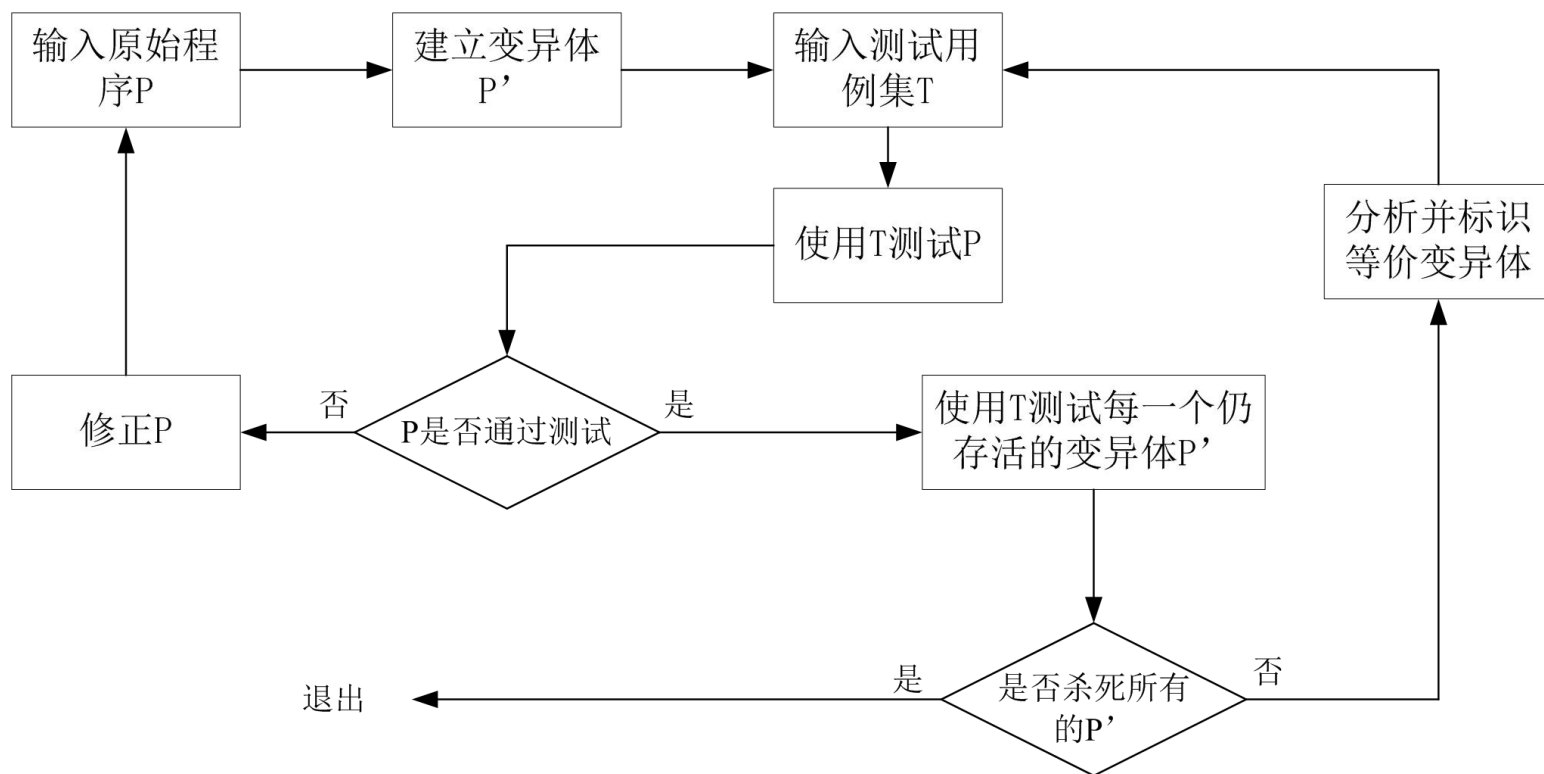 输入原始程
序P
建立变异体
P’
输入测试用
例集T
使用T测试P
分析并标识
等价变异体
修正P
否
P是否通过测试
是
使用T测试每一个仍
存活的变异体P’
退出
是
是否杀死所有
的P’
否